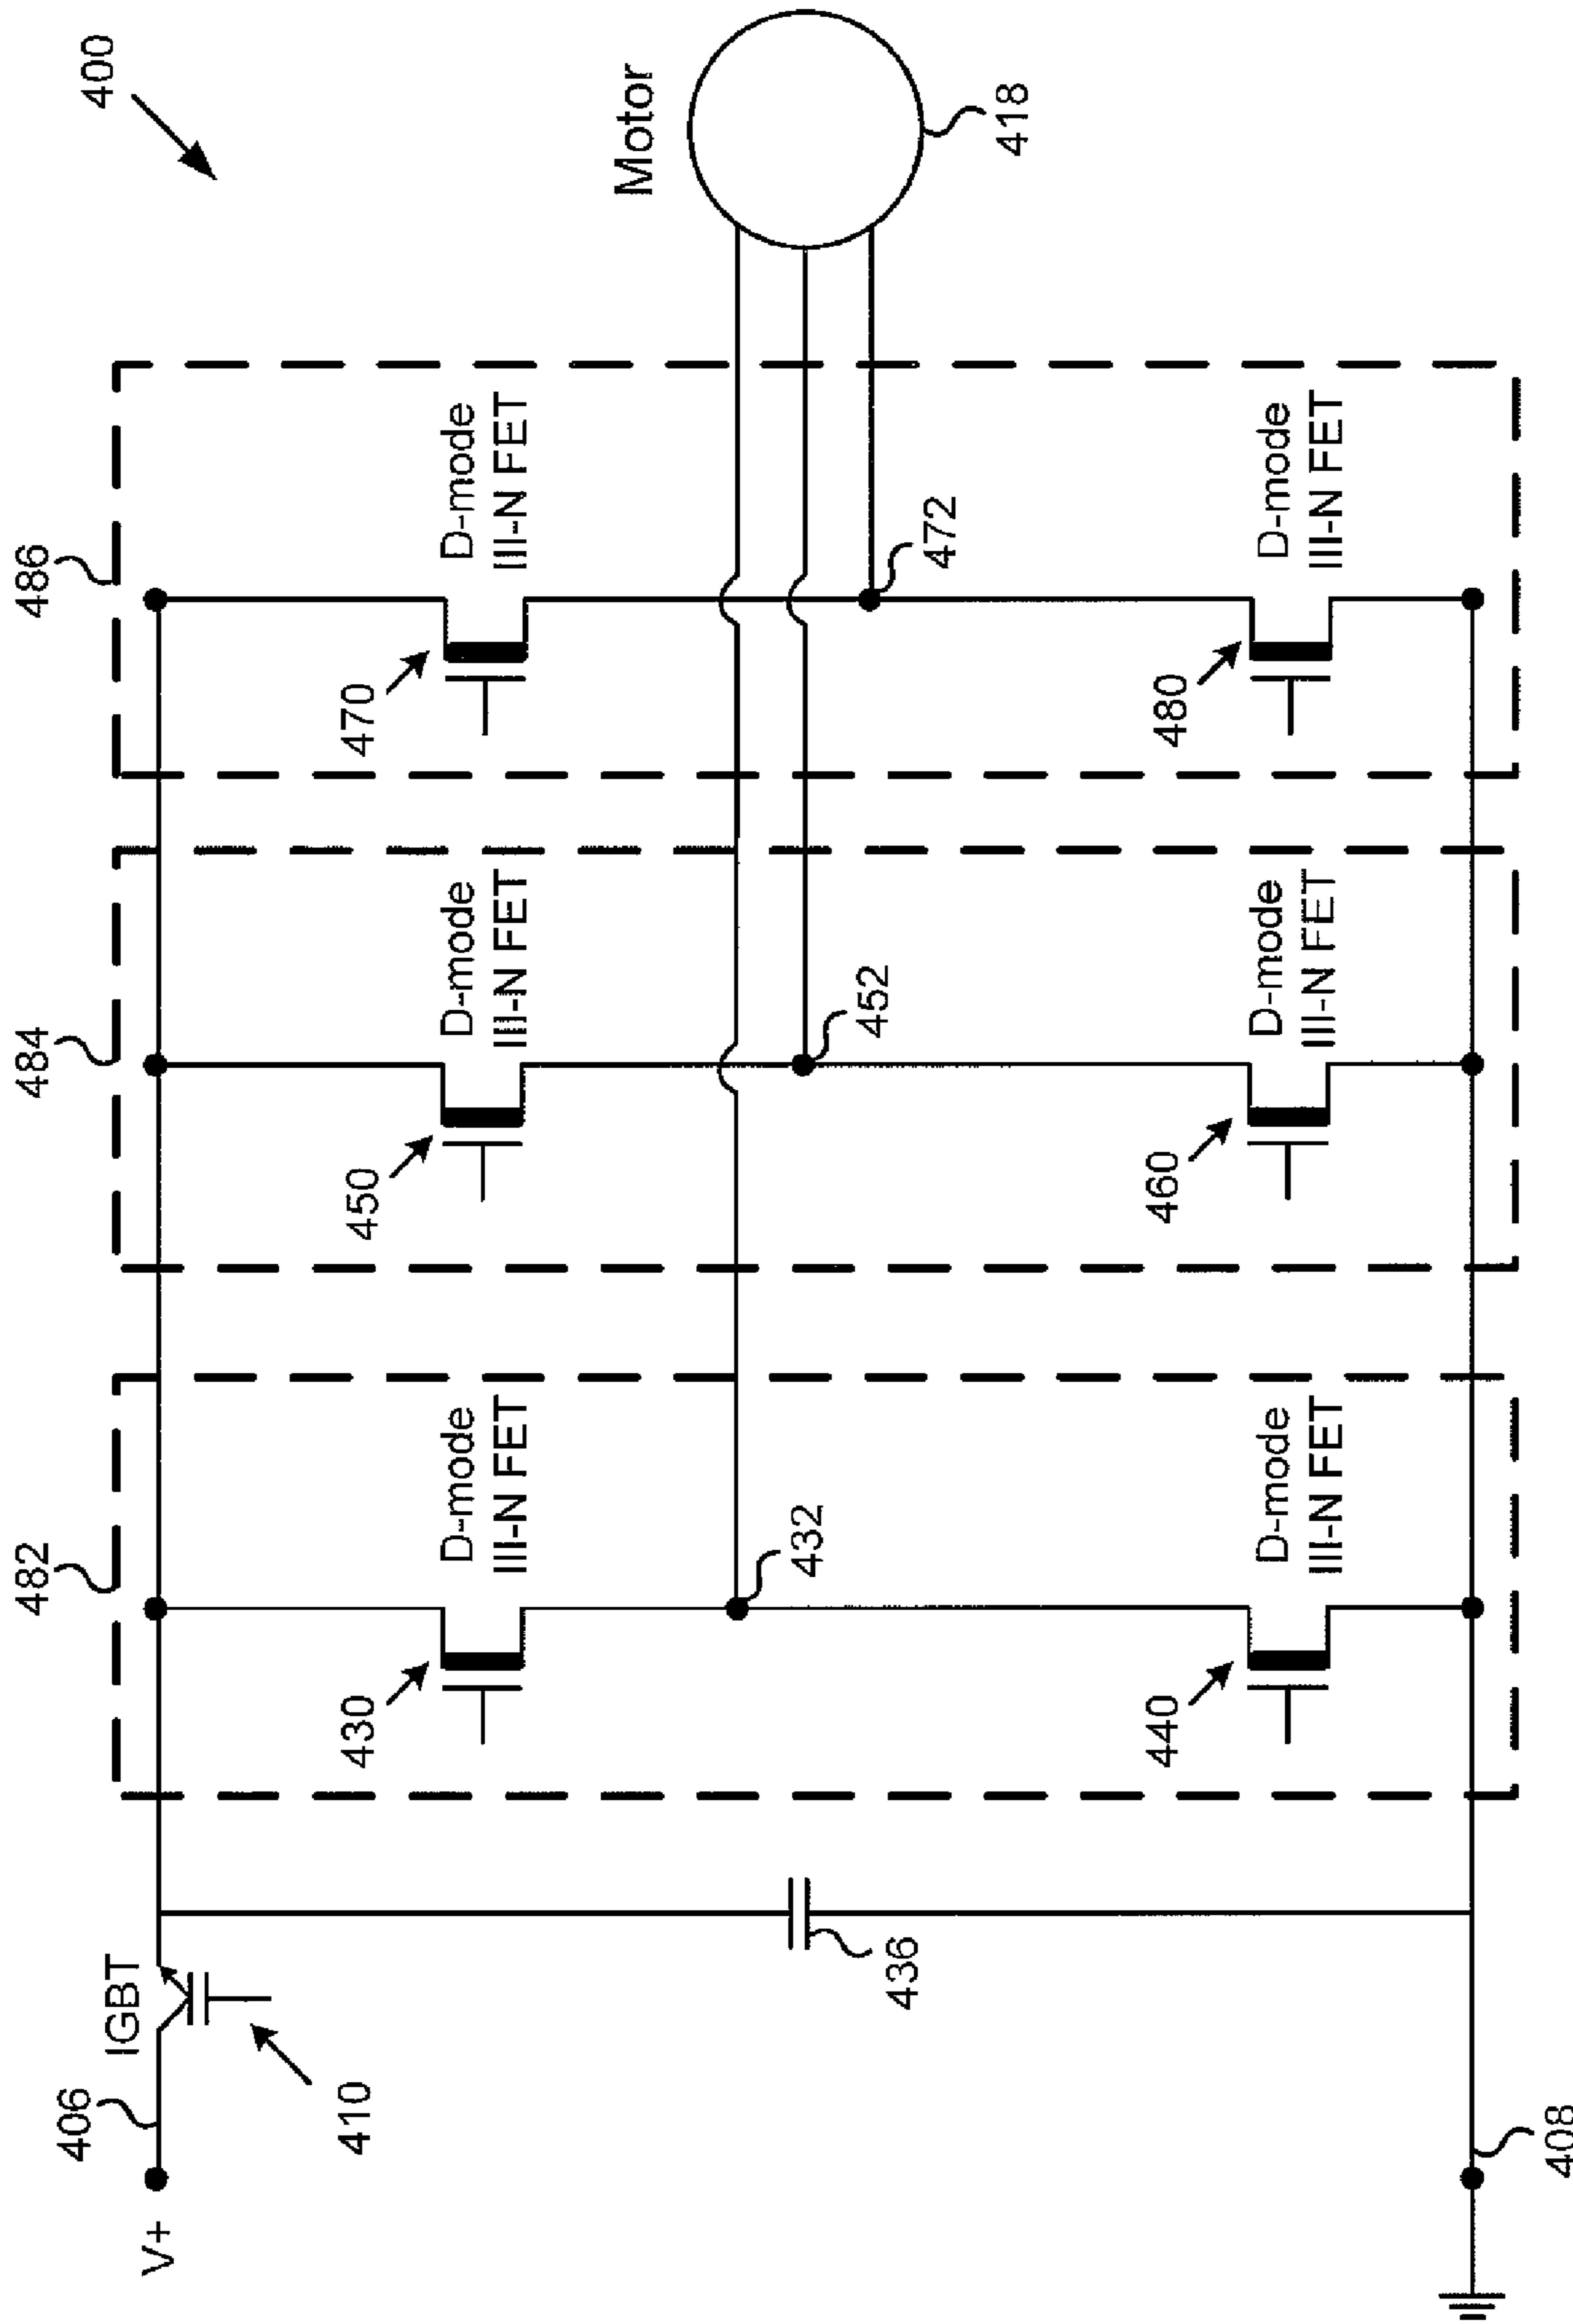 400
482
484
486
Motor
406
IGBT
V+
410
430
D-mode
III-N FET
450
D-mode
III-N FET
470
D-mode
III-N FET
418
436
432
452
472
440
D-mode
III-N FET
460
D-mode
III-N FET
480
D-mode
III-N FET
408